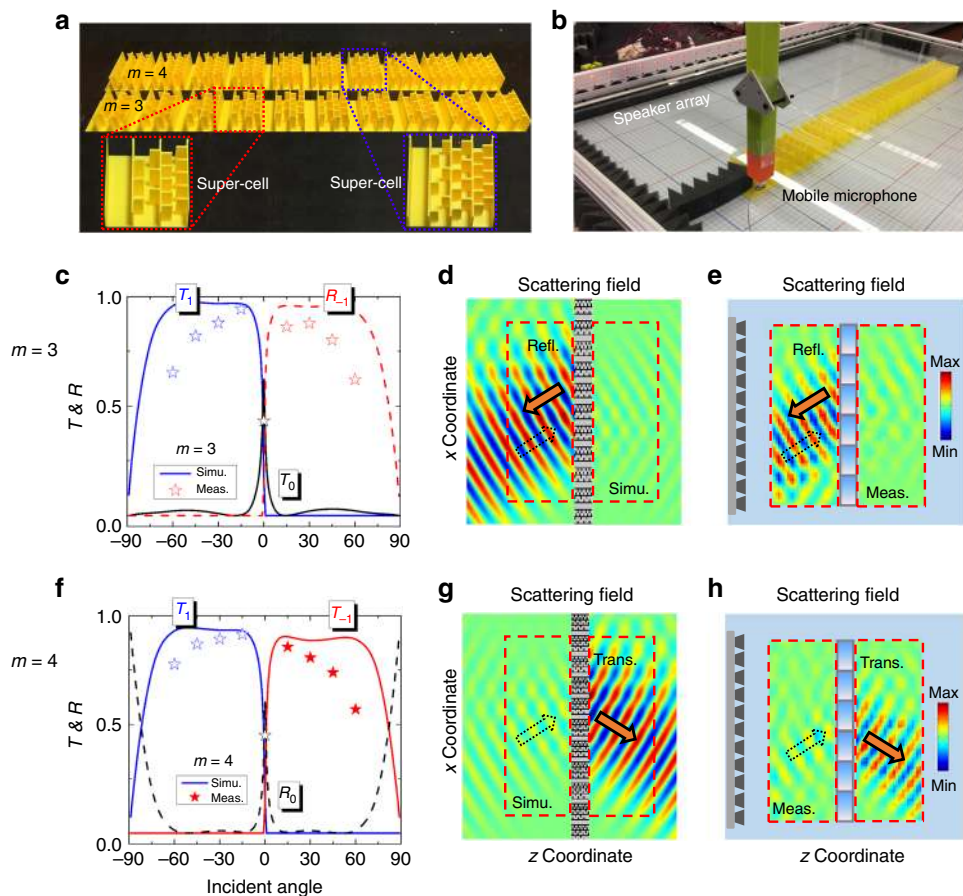 a
m = 4
m = 3
Super-cell
Super-cell
b
Speaker array
Mobile microphone
c
T1
R−1
1.0
0.5
0.0
T & R
m = 3
m = 3
Simu.
Meas.
T0
−90 −60 −30 0 30 60 90
d
Scattering field
Refl.
Simu.
x Coordinate
e
Scattering field
Refl.
Meas.
Max
Min
f
T1
T−1
1.0
0.5
0.0
T & R
m = 4
m = 4
Simu.
Meas.
R0
−90 −60 −30 0 30 60 90
Incident angle
g
Scattering field
Trans.
Simu.
x Coordinate
z Coordinate
h
Scattering field
Trans.
Meas.
Max
Min
z Coordinate